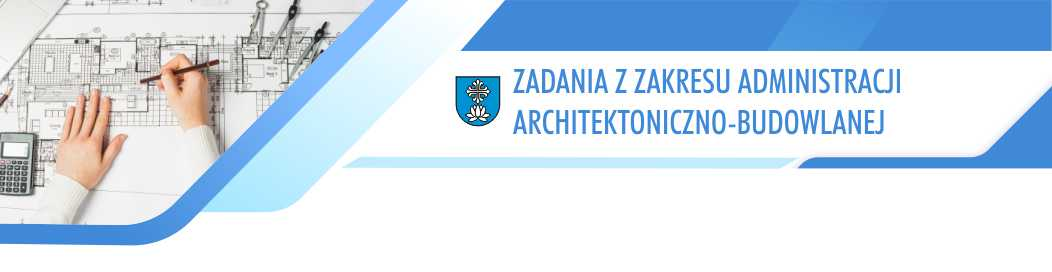 ZADANIA Z ZAKRESU ADMINISTRACJI
ARCHITEKTONICZNO-BUDOWLANEJ